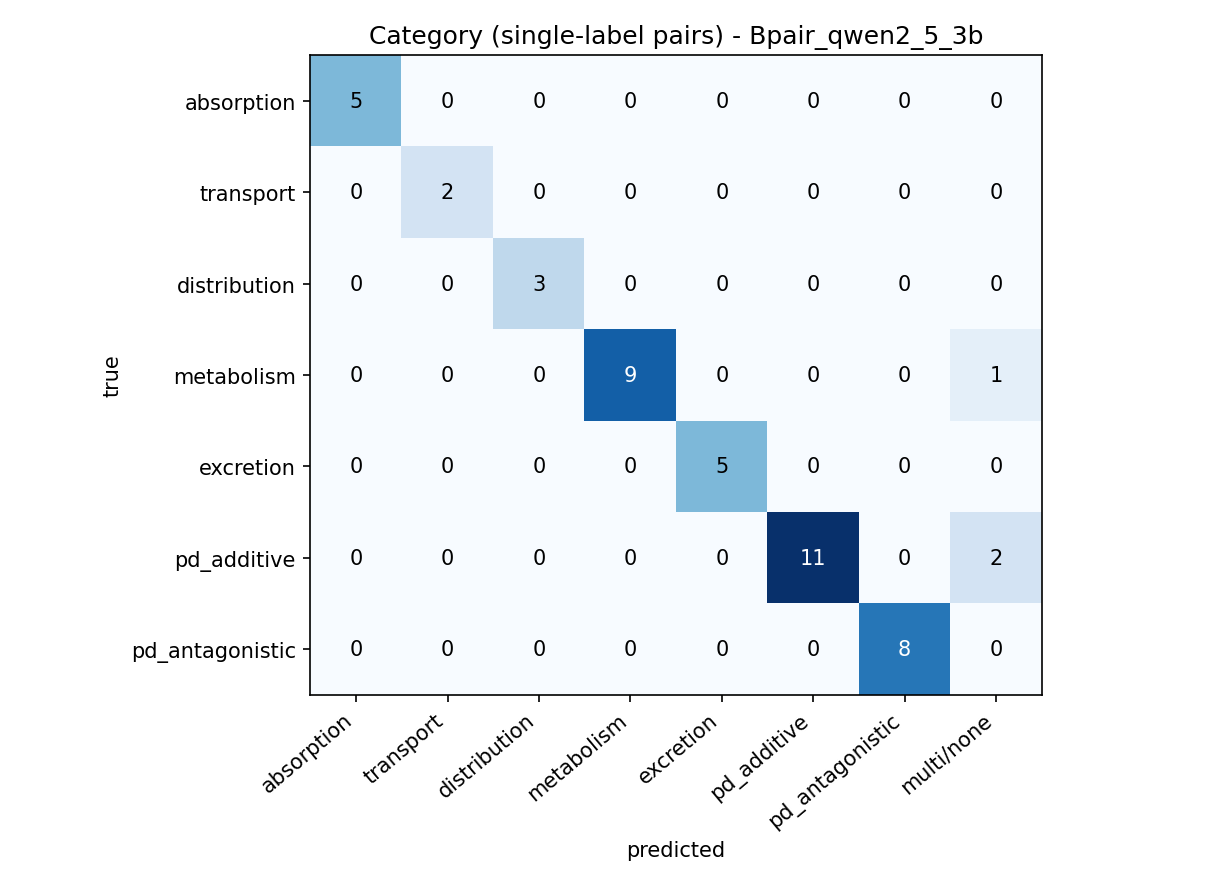 Category (single-label pairs) - Bpair_qwen2_5_3b
absorption 5 0 0 0 0 0 0 0
transport 0 2 0 0 0 0 0 0
distribution 0 0 3 0 0 0 0 0
metabolism 0 0 0 9 0 0 0 1
excretion 0 0 0 0 5 0 0 0
pd_additive 0 0 0 0 0 11 0 2
pd_antagonistic 0 0 0 0 0 0 8 0
true
absorption transport distribution metabolism excretion pd_additive pd_antagonistic multi/none
predicted